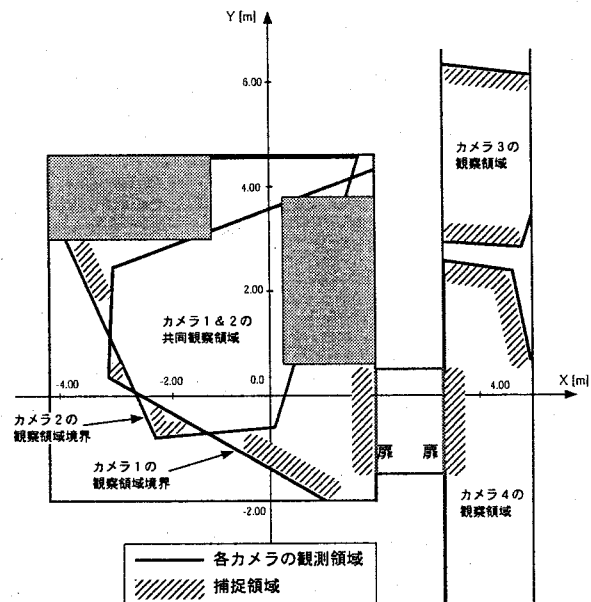 Y [m]
6.00
カメラ3の
観察領域
4.00
2.00
カメラ1&2の
共同観察領域
-4.00
-2.00
0.0
4.00
X [m]
カメラ2の
観察領域境界
カメラ1の
観察領域境界
扉
扉
カメラ4の
観察領域
-2.00
各カメラの観測領域
捕捉領域